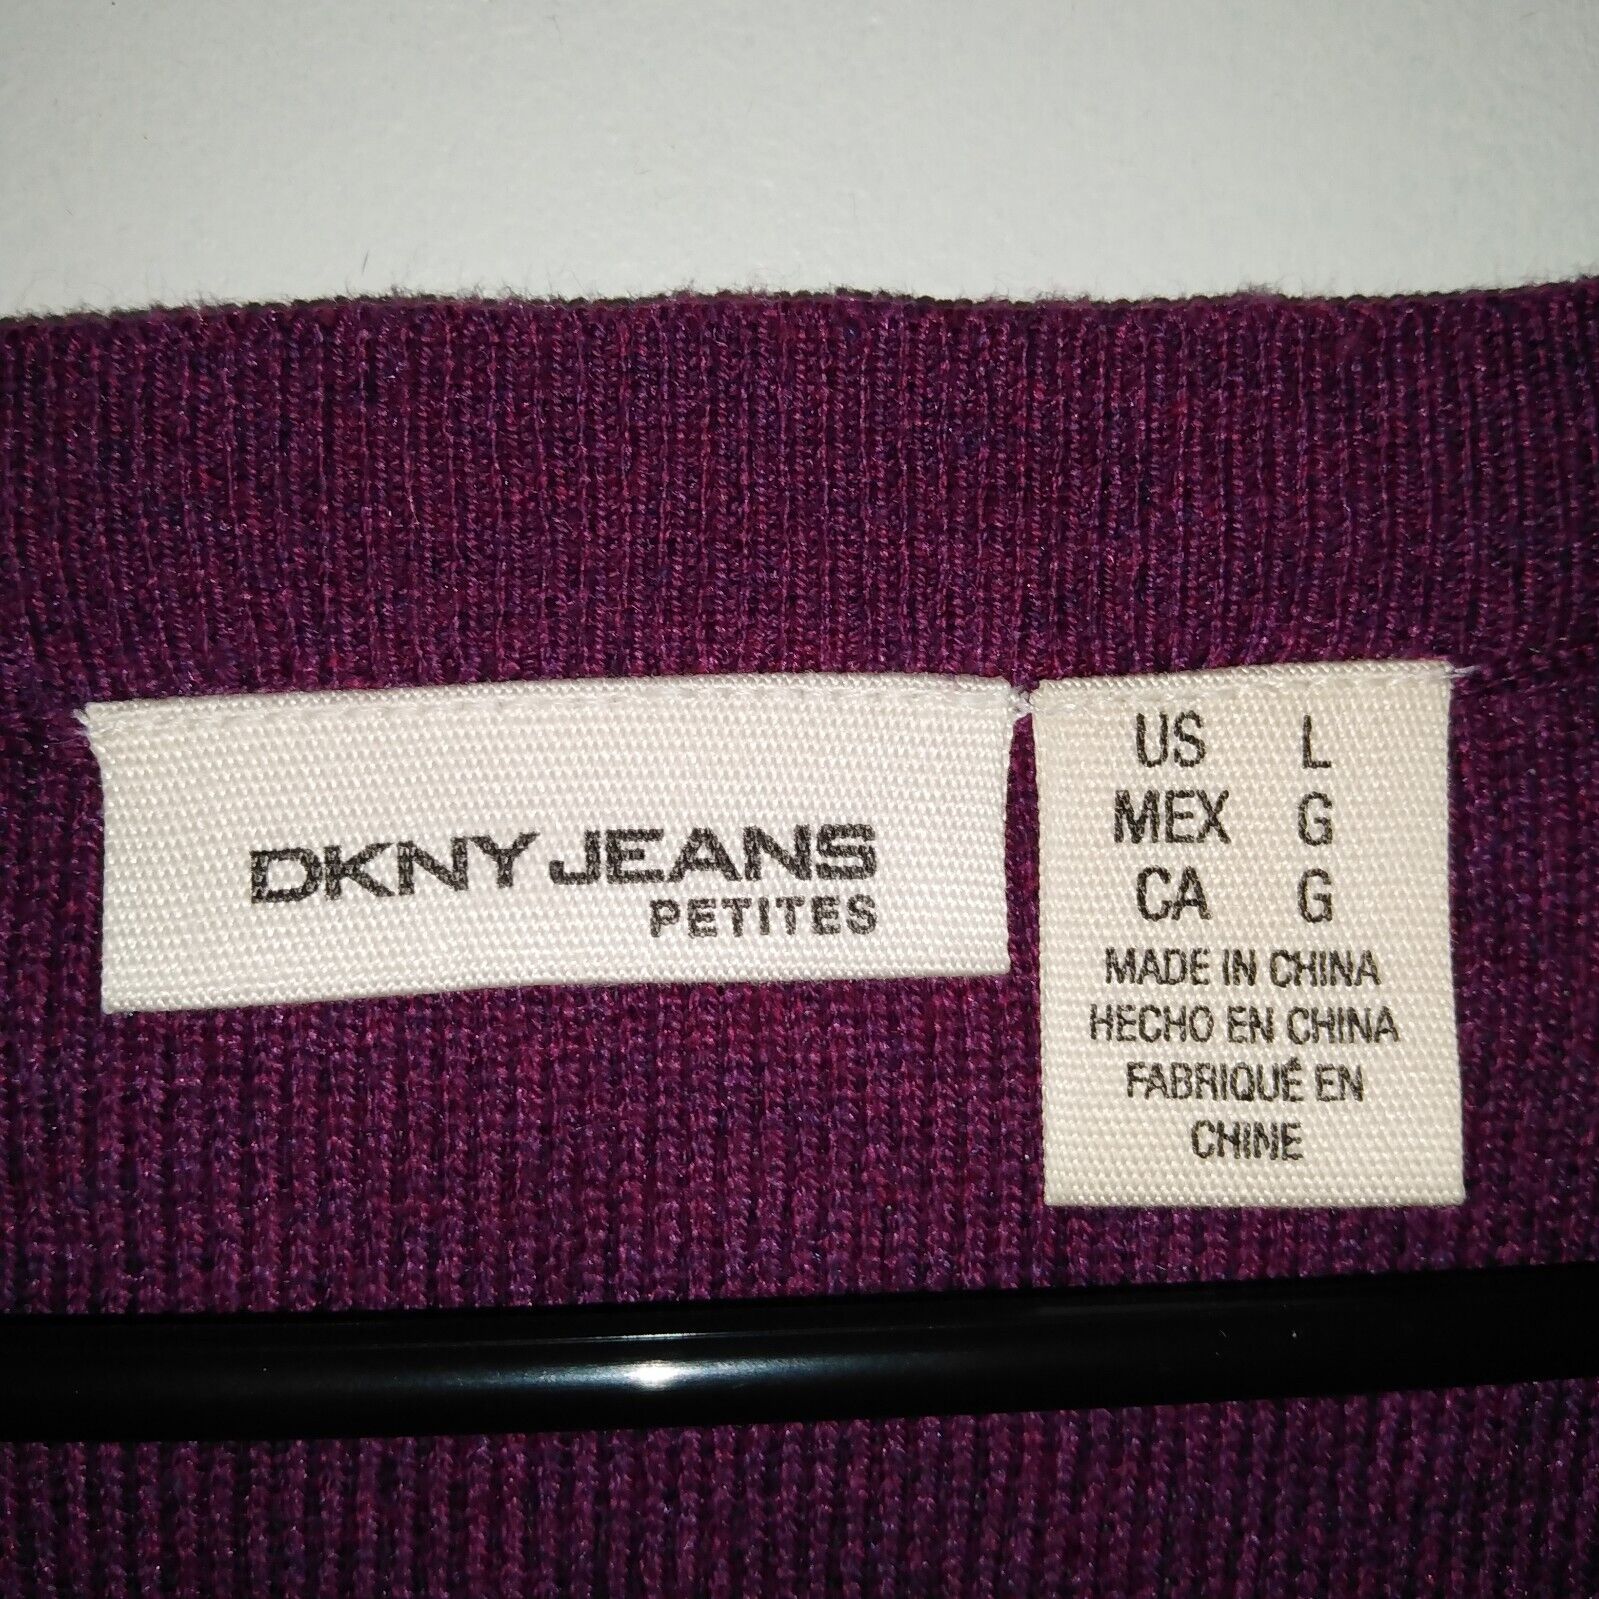 DKNY JEANS
PETITES
US L
MEX G
CA G
MADE IN CHINA
HECHO EN CHINA
FABRIQUÉ EN
CHINE